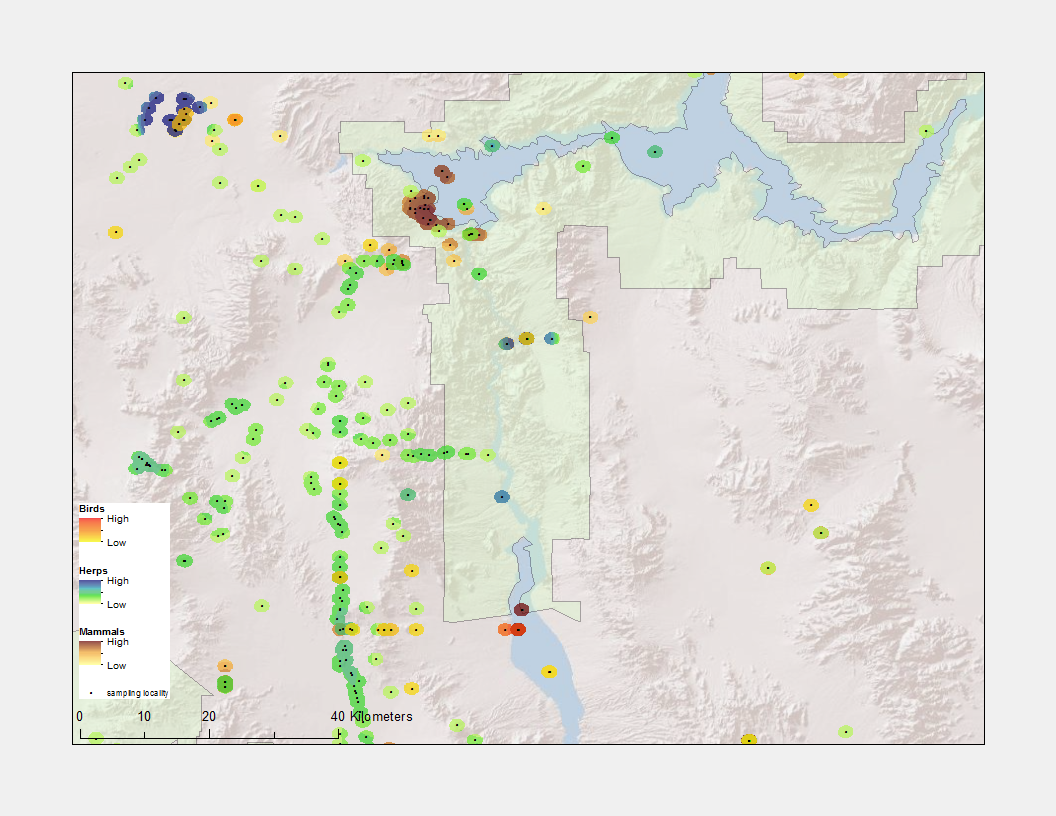 Birds
High
Low
Herps
High
Low
Mammals
High
Low
sampling locality
0 10 20 40 Kilometers